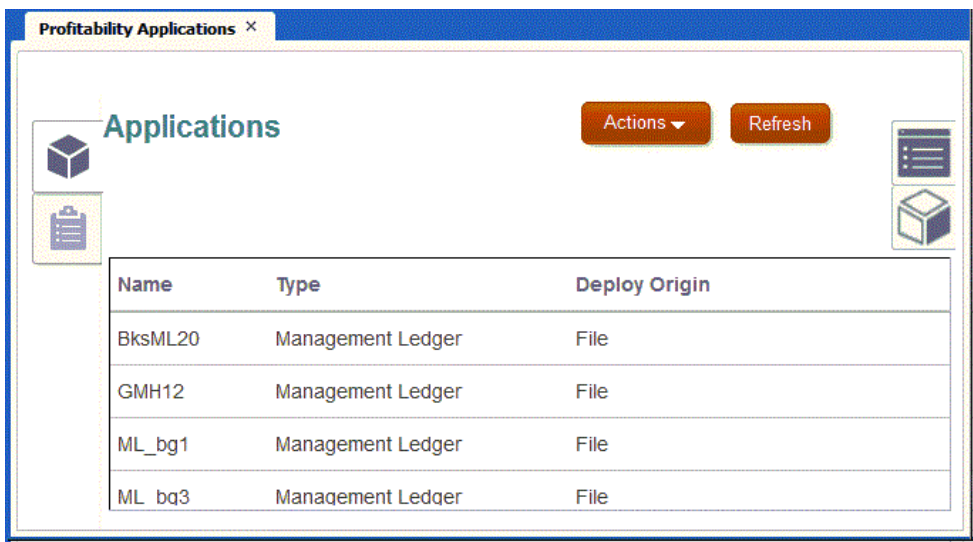 Profitability Applications ×
Applications
Actions
Refresh
Name Type Deploy Origin
BksML20 Management Ledger File
GMH12 Management Ledger File
ML_bg1 Management Ledger File
ML_bg3 Management Ledger File